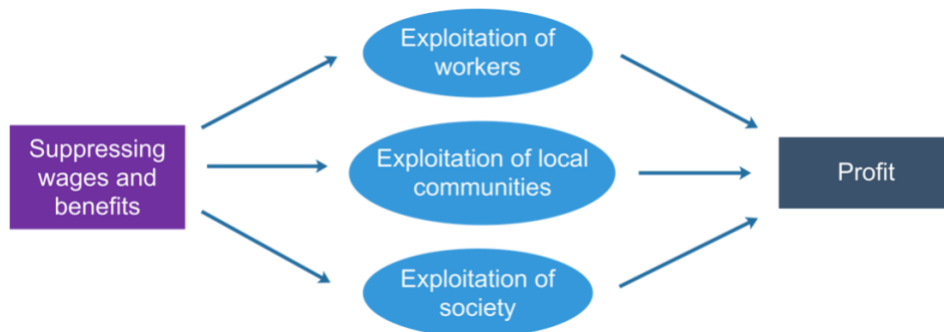 Exploitation of
workers
Suppressing
wages and
benefits
Exploitation of local
communities
Profit
Exploitation of
society